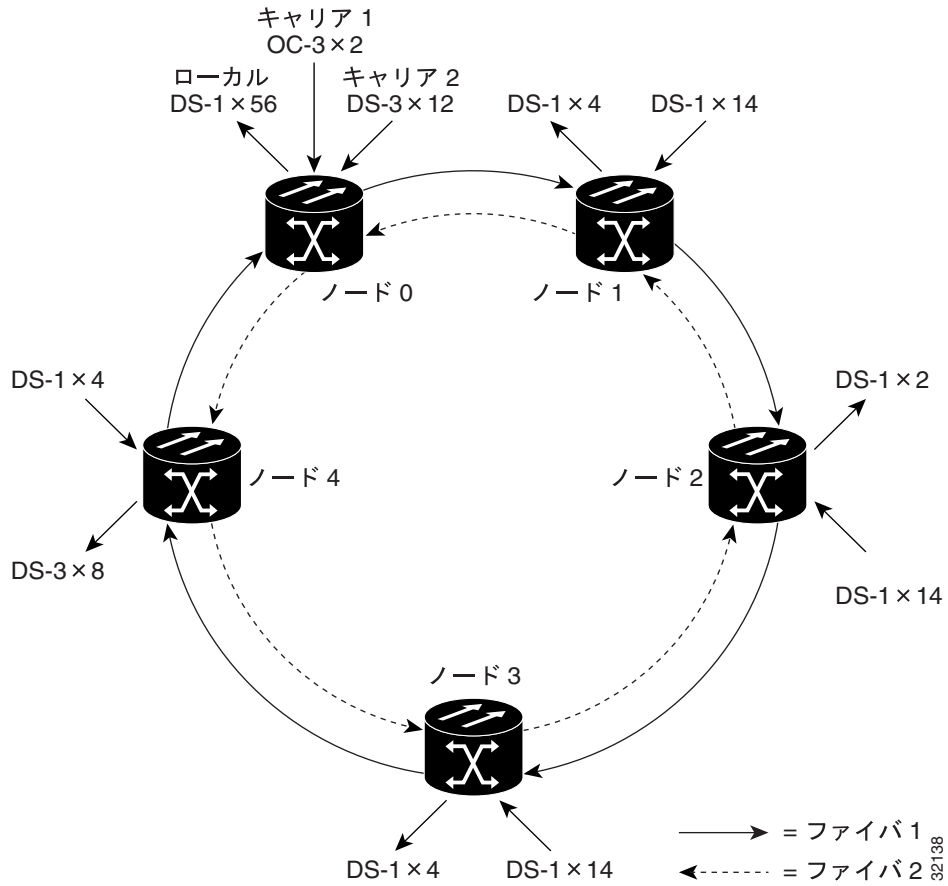 キャリア 1
OC-3×2
ローカル
DS-1×56
キャリア 2
DS-3×12
DS-1×4
DS-1×14
ノード 0
ノード 1
DS-1×4
DS-1×2
ノード 4
ノード 2
DS-3×8
DS-1×14
ノード 3
DS-1×4
DS-1×14
= ファイバ 1
= ファイバ 2
32138